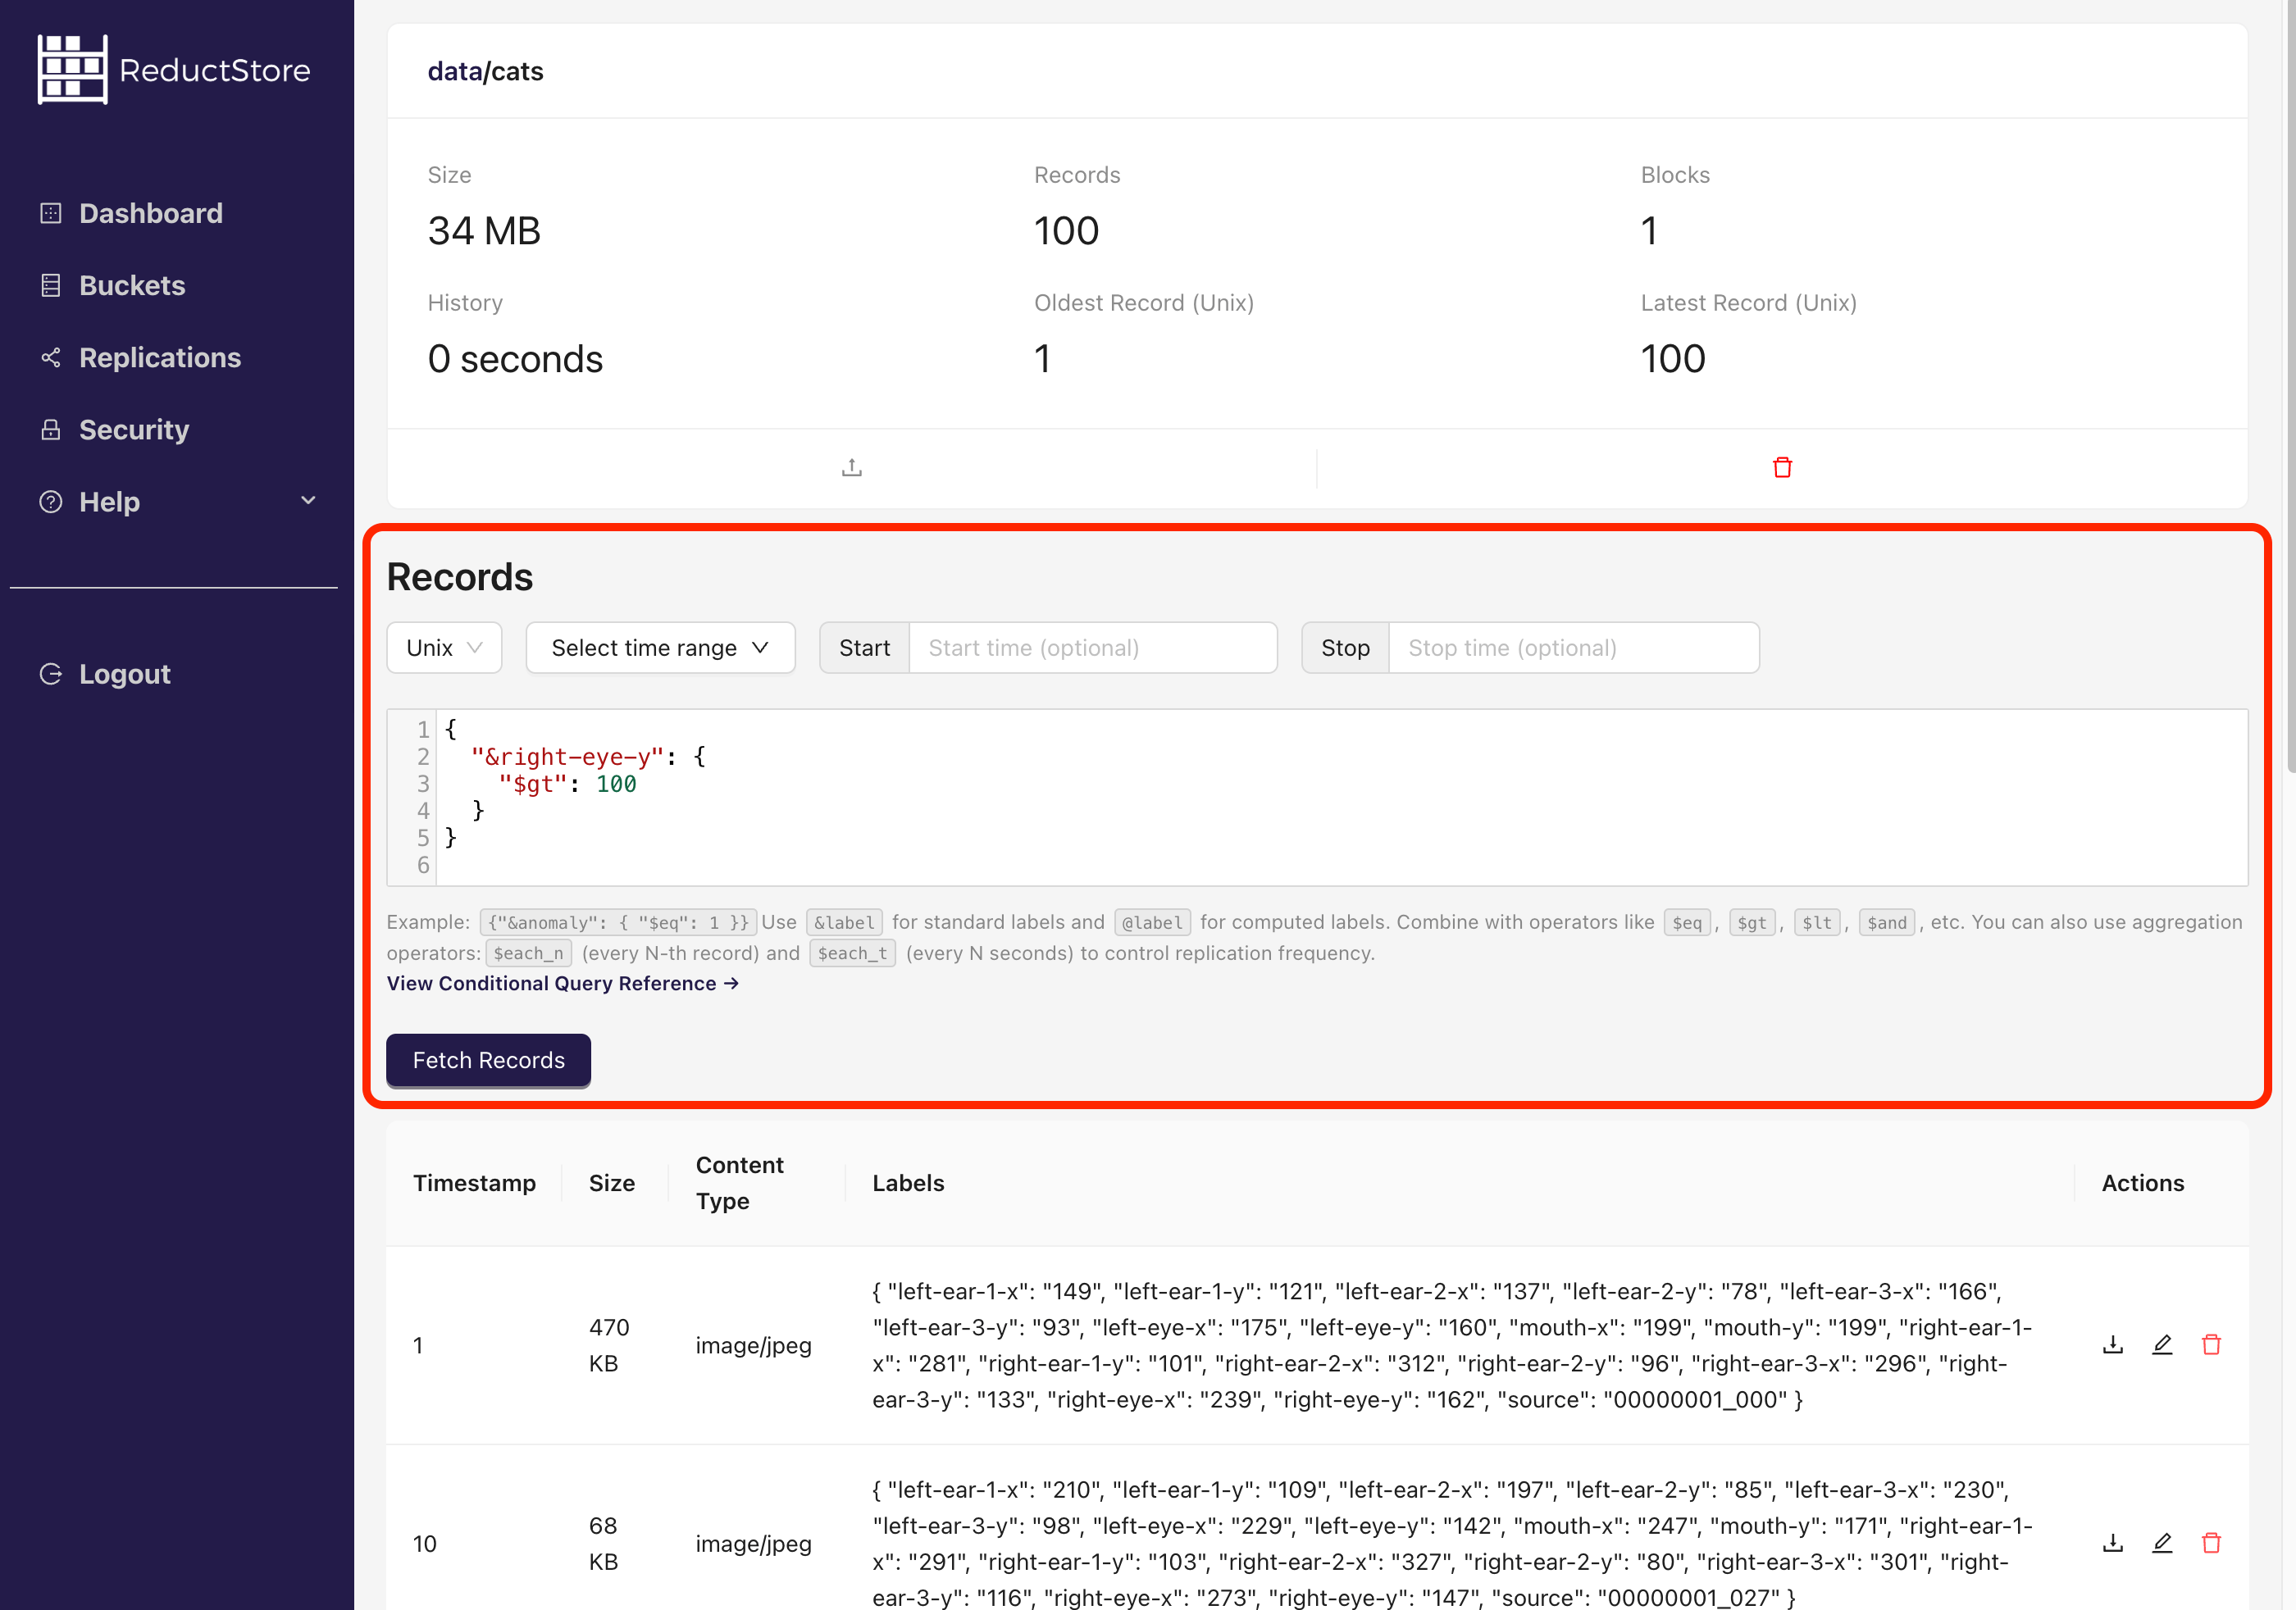 ReductStore
Dashboard
Buckets
Replications
Security
Help
Logout
data/cats
Size
34 MB
Records
100
Blocks
1
History
0 seconds
Oldest Record (Unix)
1
Latest Record (Unix)
100
Records
Unix
Select time range
Start
Start time (optional)
Stop
Stop time (optional)
1 {
2 "&right-eye-y": {
3 "$gt": 100
4 }
5 }
6
Example: {"&anomaly": { "$eq": 1 }} Use &label for standard labels and @label for computed labels. Combine with operators like $eq, $gt, $lt, $and, etc. You can also use aggregation
operators: $each_n (every N-th record) and $each_t (every N seconds) to control replication frequency.
View Conditional Query Reference →
Fetch Records
Timestamp
Size
Content
Type
Labels
Actions
1
470
KB
image/jpeg
{ "left-ear-1-x": "149", "left-ear-1-y": "121", "left-ear-2-x": "137", "left-ear-2-y": "78", "left-ear-3-x": "166",
"left-ear-3-y": "93", "left-eye-x": "175", "left-eye-y": "160", "mouth-x": "199", "mouth-y": "199", "right-ear-1-
x": "281", "right-ear-1-y": "101", "right-ear-2-x": "312", "right-ear-2-y": "96", "right-ear-3-x": "296", "right-
ear-3-y": "133", "right-eye-x": "239", "right-eye-y": "162", "source": "00000001_000" }
10
68
KB
image/jpeg
{ "left-ear-1-x": "210", "left-ear-1-y": "109", "left-ear-2-x": "197", "left-ear-2-y": "85", "left-ear-3-x": "230",
"left-ear-3-y": "98", "left-eye-x": "229", "left-eye-y": "142", "mouth-x": "247", "mouth-y": "171", "right-ear-1-
x": "291", "right-ear-1-y": "103", "right-ear-2-x": "327", "right-ear-2-y": "80", "right-ear-3-x": "301", "right-
ear-3-y": "116", "right-eye-x": "273", "right-eye-y": "147", "source": "00000001_027" }